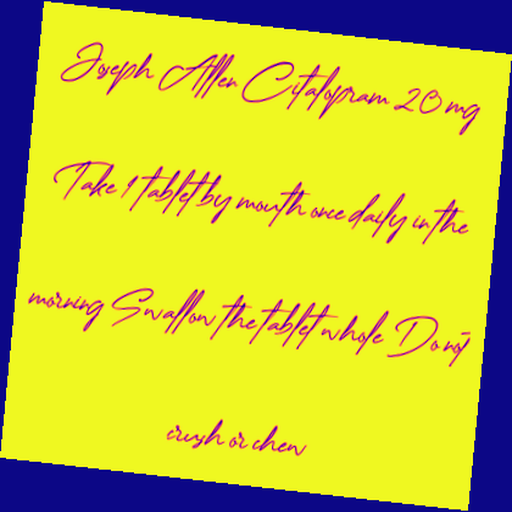 Joseph Allen Citalopram 20 mg
Take 1 tablet by mouth once daily in the
morning Swallow the tablet whole Do not
crush or chew